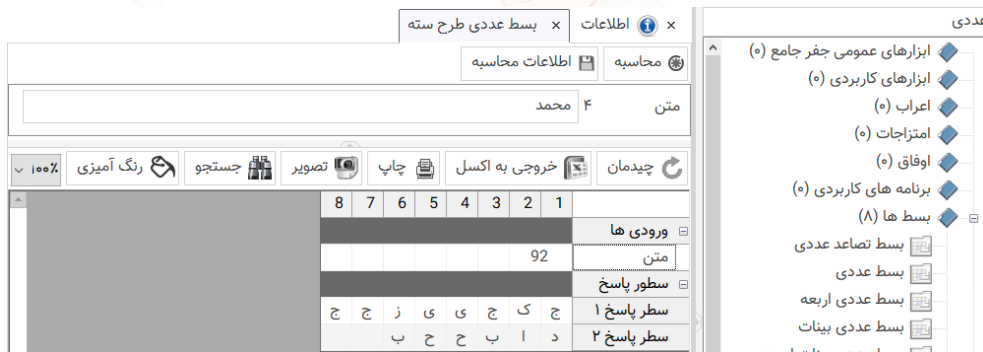 عددی
ابزارهای عمومی جفر جامع (۰)
ابزارهای کاربردی (۰)
اعراب (۰)
امتزاجات (۰)
اوفاق (۰)
برنامه های کاربردی (۰)
بسط ها (۸)
بسط تصاعد عددی
بسط عددی
بسط عددی اربعه
بسط عددی بینات
× اطلاعات × بسط عددی طرح سته
محاسبه اطلاعات محاسبه
متن ۴ محمد
چیدمان خروجی به اکسل چاپ تصویر جستجو رنگ آمیزی ۱۰۰٪
1 2 3 4 5 6 7 8
ورودی ها
متن 92
سطور پاسخ
سطر پاسخ ۱ ج ک ج ی ی ز ج ج
سطر پاسخ ۲ د ا ب ح ح ب